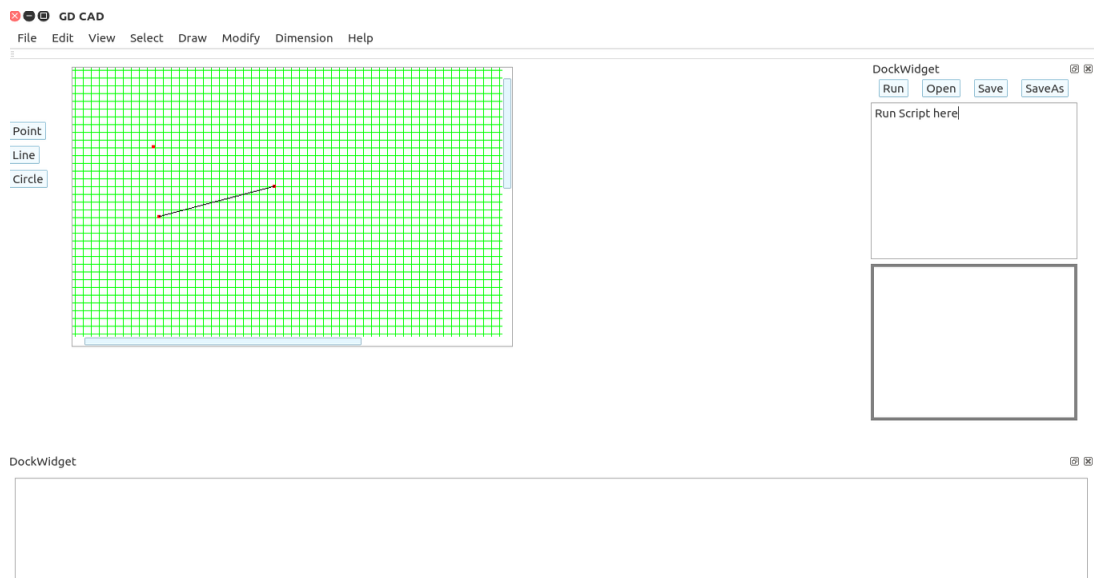 GD CAD
File Edit View Select Draw Modify Dimension Help
DockWidget
Run Open Save SaveAs
Run Script here
Point
Line
Circle
DockWidget